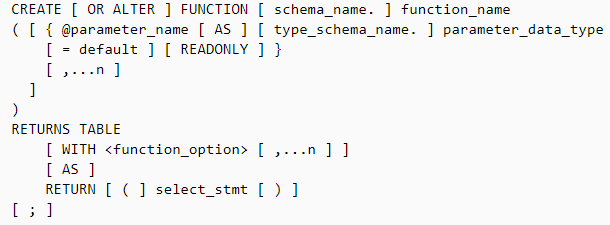 CREATE [ OR ALTER ] FUNCTION [ schema_name. ] function_name
( [ { @parameter_name [ AS ] [ type_schema_name. ] parameter_data_type
    [ = default ] [ READONLY ] }
    [ ,...n ]
  ]
)
RETURNS TABLE
    [ WITH <function_option> [ ,...n ] ]
    [ AS ]
    RETURN [ ( ] select_stmt [ ) ]
[ ; ]